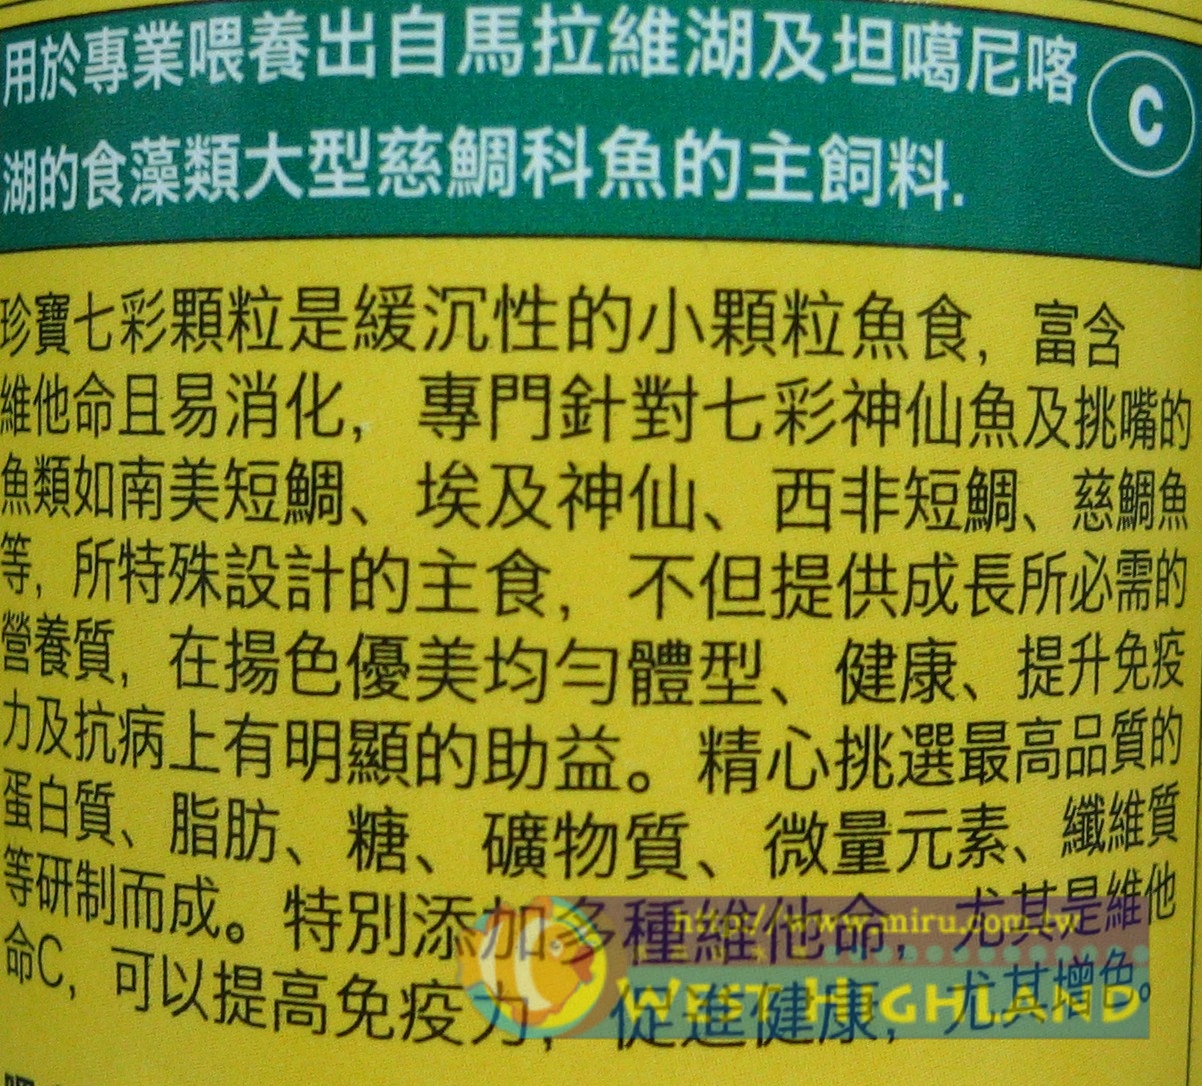 用於專業喂養出自馬拉維湖及坦噶尼喀
C
湖的食藻類大型慈鯛科魚的主飼料.
珍寶七彩顆粒是緩沉性的小顆粒魚食, 富含
維他命且易消化, 專門針對七彩神仙魚及挑嘴的
魚類如南美短鯛、埃及神仙、西非短鯛、慈鯛魚
等, 所特殊設計的主食, 不但提供成長所必需的
營養質, 在揚色優美均勻體型、健康、提升免疫
力及抗病上有明顯的助益。精心挑選最高品質的
蛋白質、脂肪、糖、礦物質、微量元素、纖維質
等研制而成。特別添加多種維他命, 尤其是維他
命C, 可以提高免疫力, 促進健康, 尤其增色。
http://www.miru.com.tw
WEST HIGHLAND